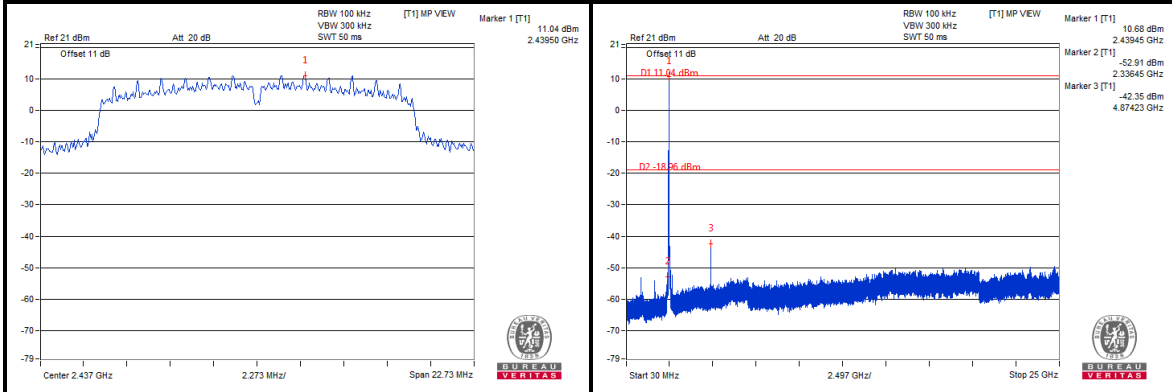 RBW 100 kHz [T1] MP VIEW
VBW 300 kHz
Ref 21 dBm Att 20 dB SWT 50 ms
Marker 1 [T1]
11.04 dBm
2.43950 GHz
21
Offset 11 dB
1
10
0
-10
-20
-30
-40
-50
-60
-70
-79
Center 2.437 GHz 2.273 MHz/ Span 22.73 MHz
BUREAU VERITAS
1828
BUREAU
VERITAS
RBW 100 kHz [T1] MP VIEW
VBW 300 kHz
Ref 21 dBm Att 20 dB SWT 50 ms
Marker 1 [T1]
10.68 dBm
2.43945 GHz
Marker 2 [T1]
-52.91 dBm
2.33645 GHz
Marker 3 [T1]
-42.35 dBm
4.87423 GHz
21
Offset 11 dB
1
D1 11.04 dBm
10
0
-10
D2 -18.96 dBm
-20
-30
3
-40
2
-50
-60
-70
-79
Start 30 MHz 2.497 GHz/ Stop 25 GHz
BUREAU VERITAS
1828
BUREAU
VERITAS